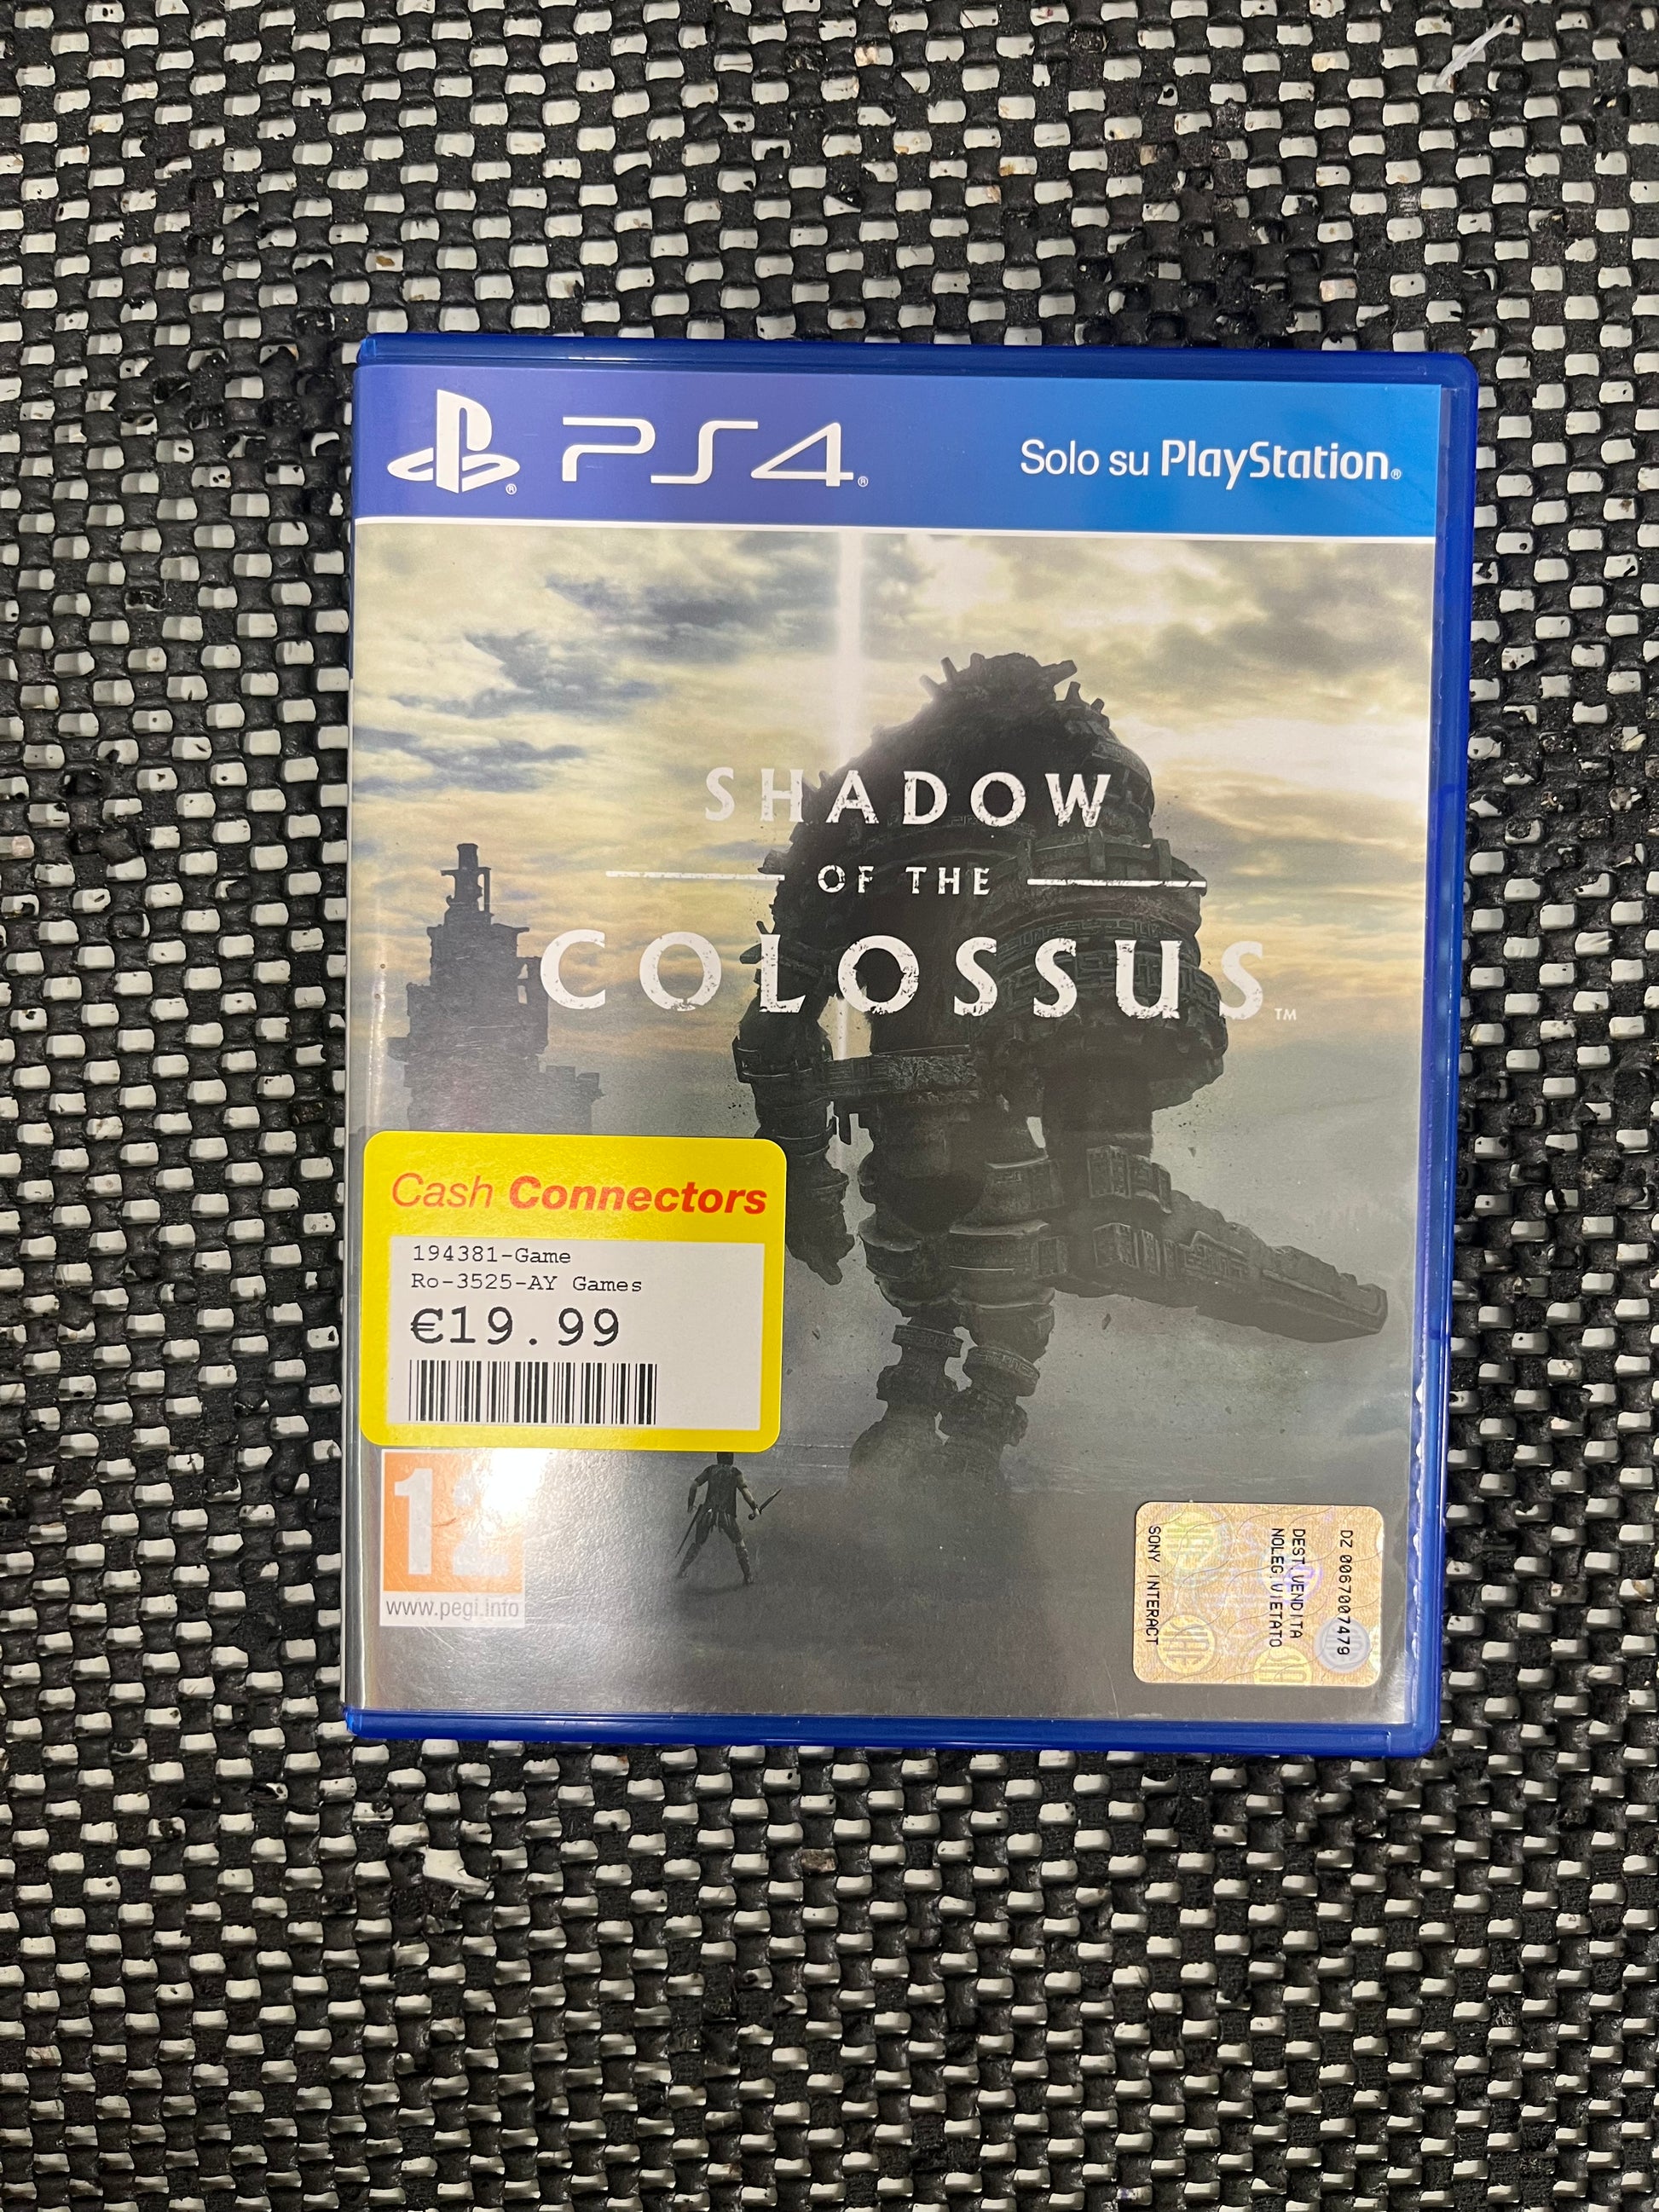 PS4
Solo su PlayStation
SHADOW
OF THE
COLOSSUS™
Cash Connectors
194381-Game
Ro-3525-AY Games
€19.99
12
www.pegi.info
DZ 0067007479
DEST.VENDITA
NOLEG.VIETATO
SONY INTERACT